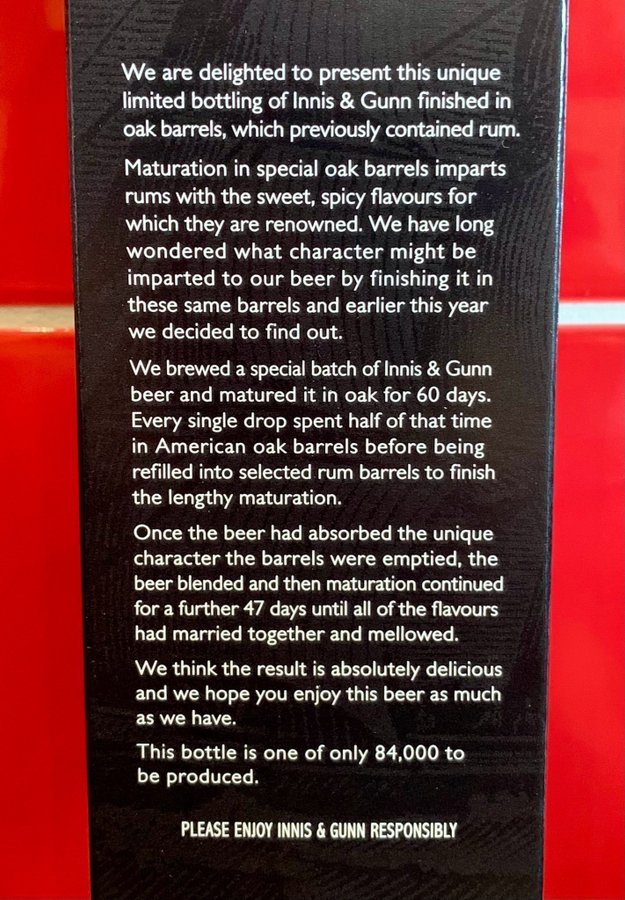 We are delighted to present this unique
limited bottling of Innis & Gunn finished in
oak barrels, which previously contained rum.
Maturation in special oak barrels imparts
rums with the sweet, spicy flavours for
which they are renowned. We have long
wondered what character might be
imparted to our beer by finishing it in
these same barrels and earlier this year
we decided to find out.
We brewed a special batch of Innis & Gunn
beer and matured it in oak for 60 days.
Every single drop spent half of that time
in American oak barrels before being
refilled into selected rum barrels to finish
the lengthy maturation.
Once the beer had absorbed the unique
character the barrels were emptied, the
beer blended and then maturation continued
for a further 47 days until all of the flavours
had married together and mellowed.
We think the result is absolutely delicious
and we hope you enjoy this beer as much
as we have.
This bottle is one of only 84,000 to
be produced.
PLEASE ENJOY INNIS & GUNN RESPONSIBLY